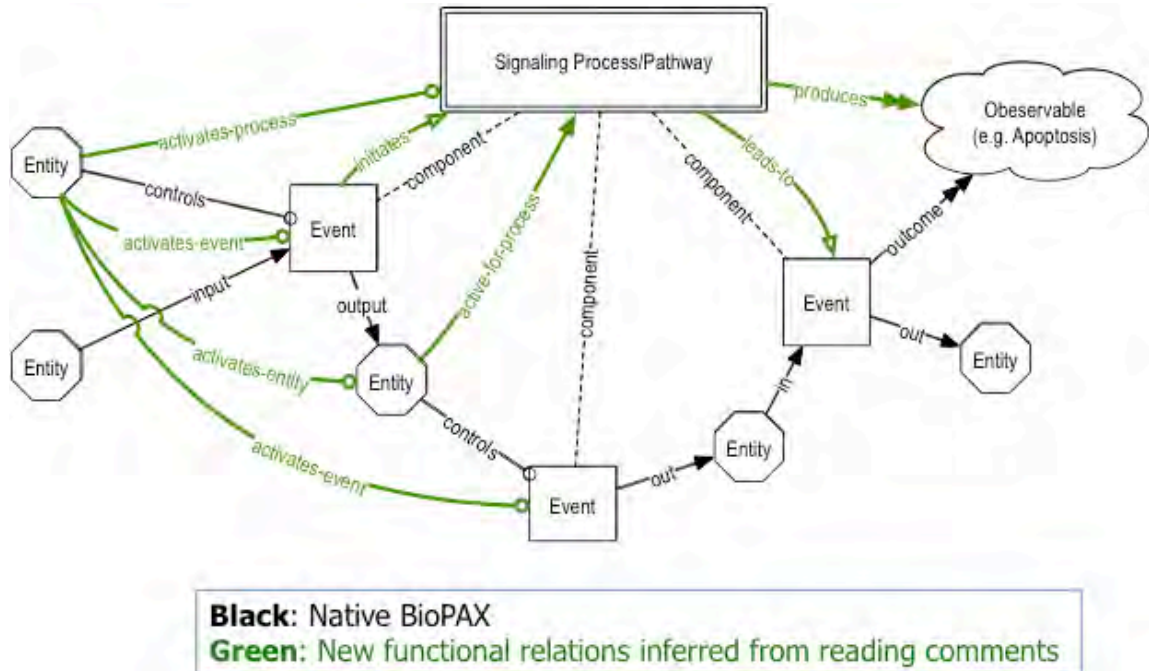 Signaling Process/Pathway
produces
Obeservable
(e.g. Apoptosis)
activates-process
initiates
component
leads-to
Entity
controls
component
Event
activates-event
active-for-process
outcome
input
output
component
Event
out
Entity
Entity
activates-entity
Entity
in
controls
Entity
activates-event
out
Event
Black: Native BioPAX
Green: New functional relations inferred from reading comments